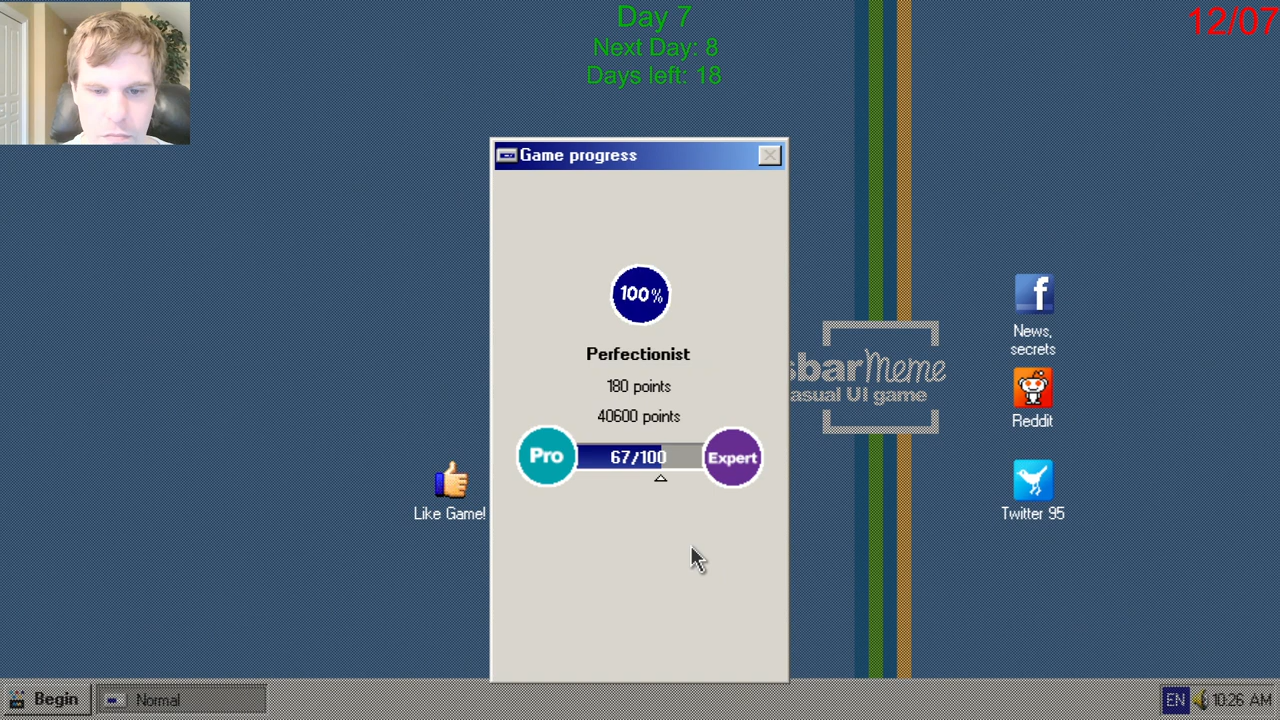 Day 7
Next Day: 8
Days left: 18
12/07
Game progress
100%
Perfectionist
180 points
40600 points
Pro
67/100
Expert
Like Game!
sbarMeme
asual UI game
News,
secrets
Reddit
Twitter 95
Begin
Normal
EN
10:26 AM